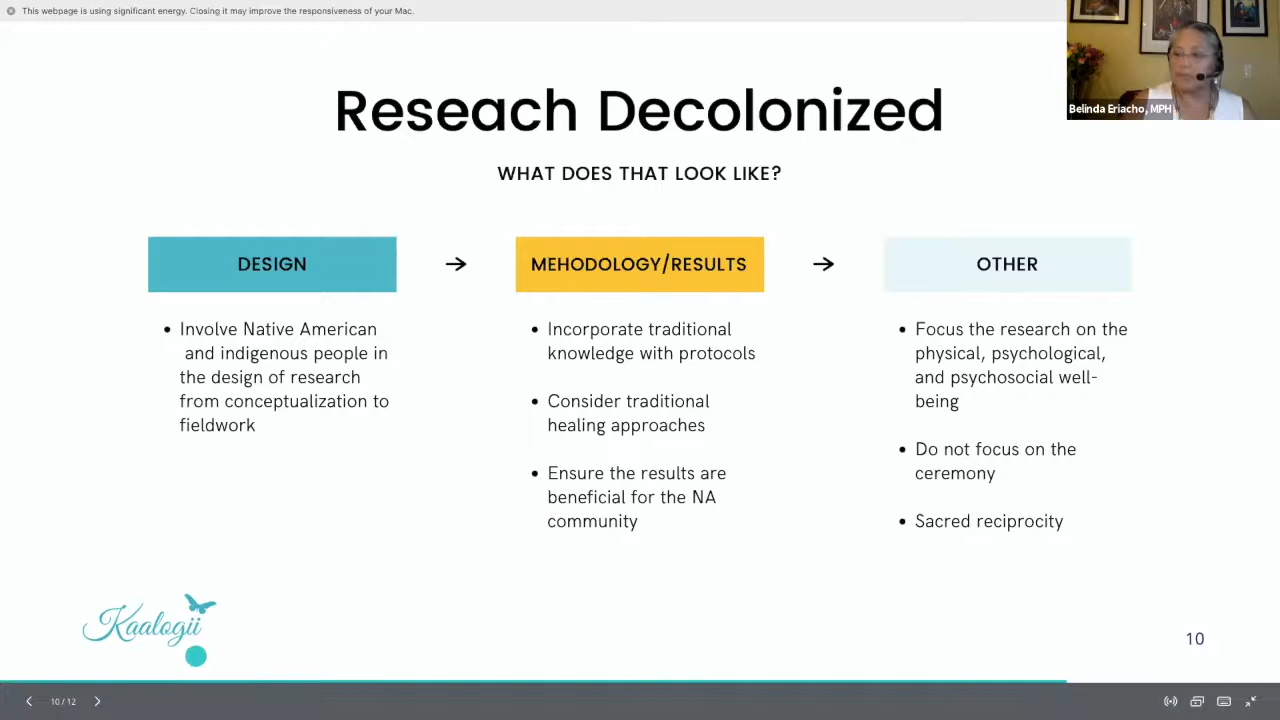 This webpage is using significant energy. Closing it may improve the responsiveness of your Mac.
Belinda Eriacho, MPH
Reseach Decolonized
WHAT DOES THAT LOOK LIKE?
DESIGN
• Involve Native American
and indigenous people in
the design of research
from conceptualization to
fieldwork
MEHODOLOGY/RESULTS
• Incorporate traditional
knowledge with protocols
• Consider traditional
healing approaches
• Ensure the results are
beneficial for the NA
community
OTHER
• Focus the research on the
physical, psychological,
and psychosocial well-
being
• Do not focus on the
ceremony
• Sacred reciprocity
Kaalogii
10
10 / 12